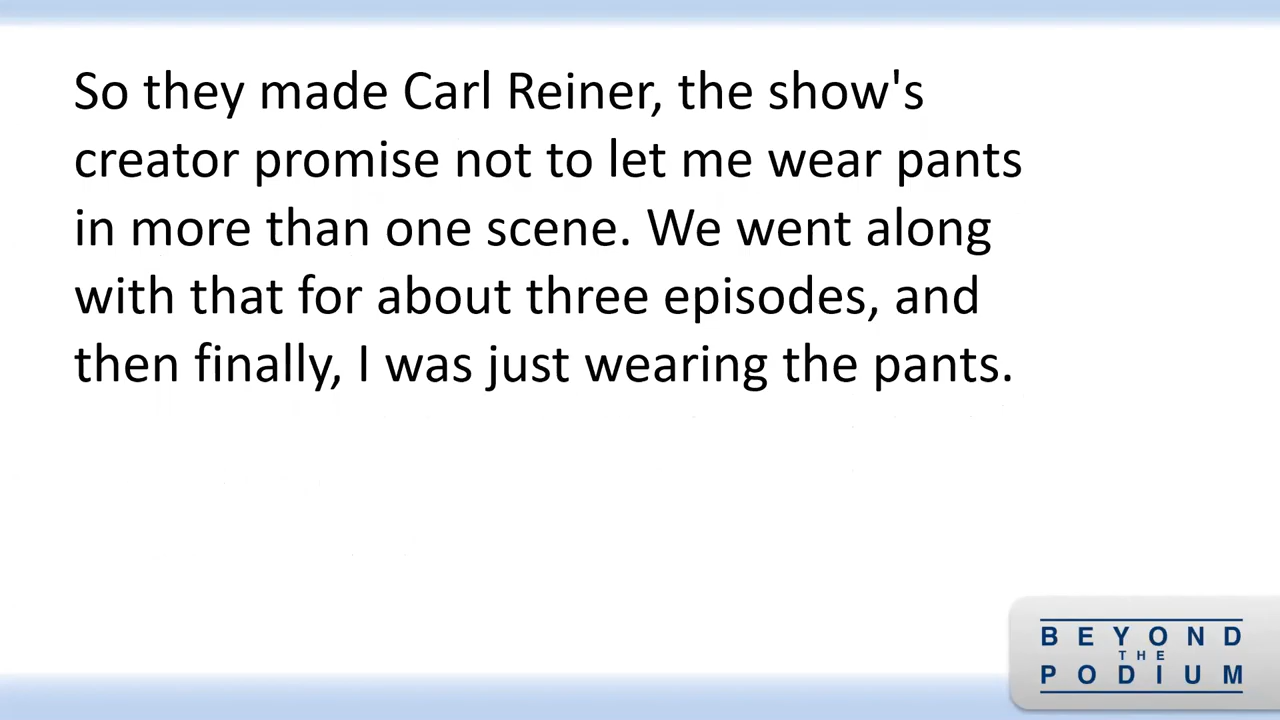 So they made Carl Reiner, the show's
creator promise not to let me wear pants
in more than one scene. We went along
with that for about three episodes, and
then finally, I was just wearing the pants.
BEYOND
THE
PODIUM